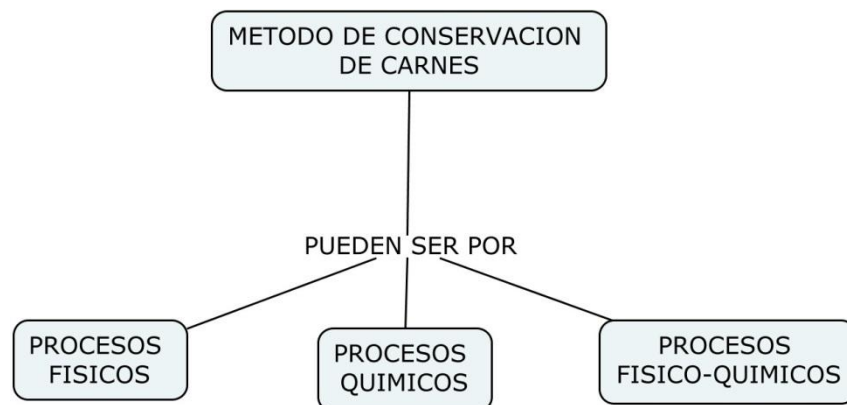 METODO DE CONSERVACION
DE CARNES
PUEDEN SER POR
PROCESOS
FISICOS
PROCESOS
QUIMICOS
PROCESOS
FISICO-QUIMICOS